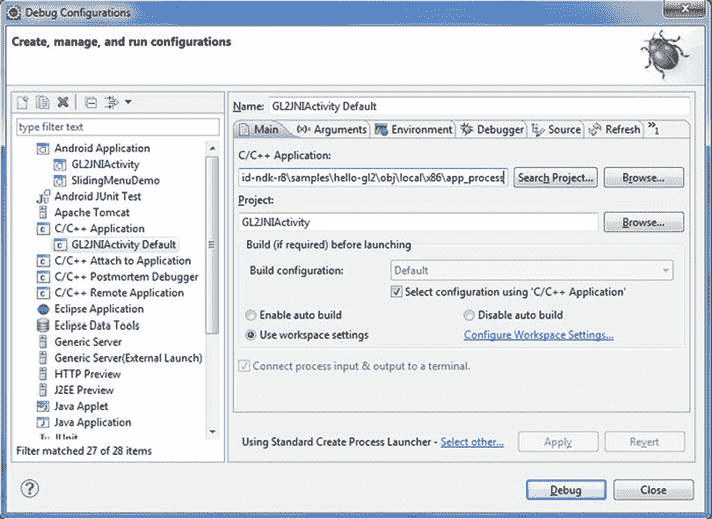 Debug Configurations
Create, manage, and run configurations
type filter text
Android Application
GL2JNIActivity
SlidingMenuDemo
Android JUnit Test
Apache Tomcat
C/C++ Application
GL2JNIActivity Default
C/C++ Attach to Application
C/C++ Postmortem Debugger
C/C++ Remote Application
Eclipse Application
Eclipse Data Tools
Generic Server
Generic Server(External Launch)
HTTP Preview
J2EE Preview
Java Applet
Java Application
JUnit
Filter matched 27 of 28 items
Name: GL2JNIActivity Default
Main (x)= Arguments Environment Debugger Source Refresh »1
C/C++ Application:
id-ndk-r8\samples\hello-gl2\obj\local\x86\app_process Search Project... Browse...
Project:
GL2JNIActivity Browse...
Build (if required) before launching
Build configuration: Default
Select configuration using 'C/C++ Application'
Enable auto build Disable auto build
Use workspace settings Configure Workspace Settings...
Connect process input & output to a terminal.
Using Standard Create Process Launcher - Select other... Apply Revert
? Debug Close